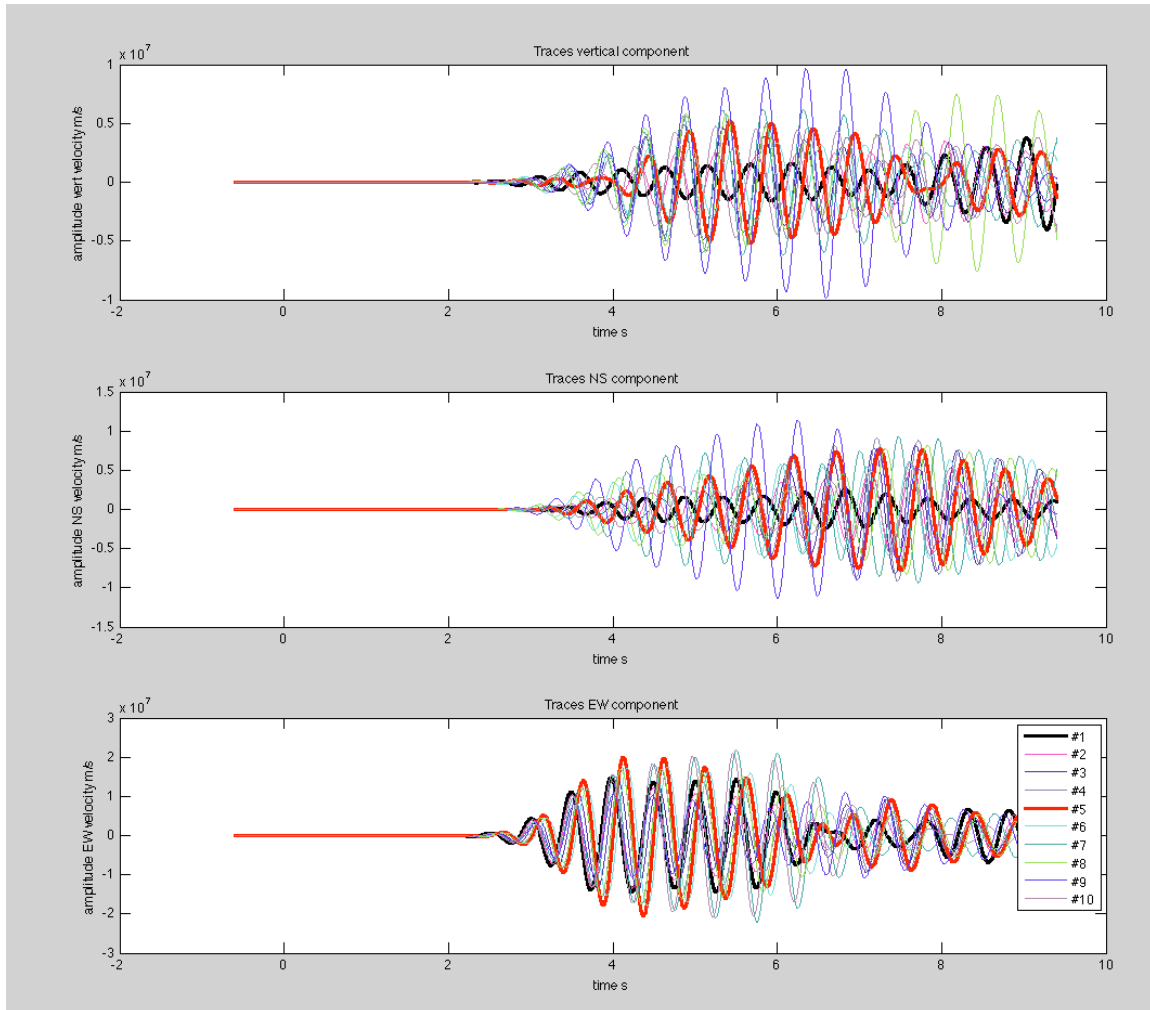 Traces vertical component
x 10 7
1
0.5
0
-0.5
-1
amplitude vert velocity m/s
-2 0 2 4 6 8 10
time s
Traces NS component
x 10 7
1.5
1
0.5
0
-0.5
-1
-1.5
amplitude NS velocity m/s
-2 0 2 4 6 8 10
time s
Traces EW component
x 10 7
3
2
1
0
-1
-2
-3
amplitude EW velocity m/s
#1
#2
#3
#4
#5
#6
#7
#8
#9
#10
-2 0 2 4 6 8 10
time s